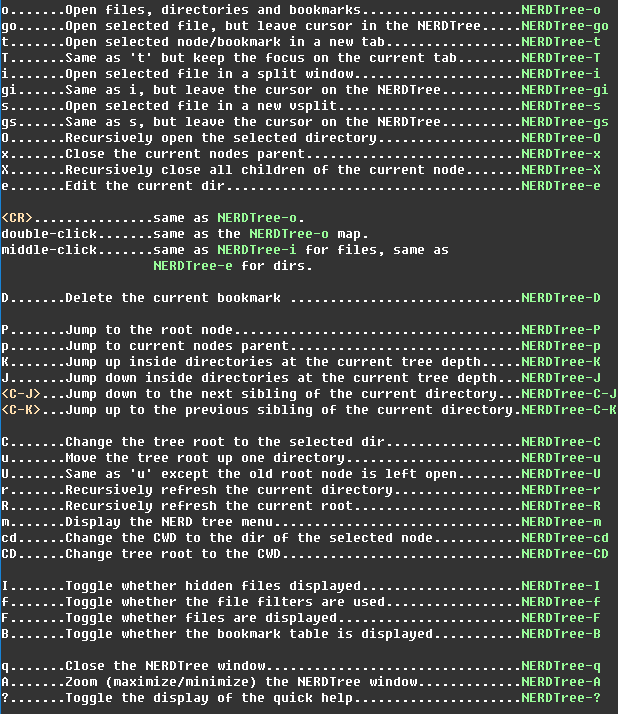 o.......Open files, directories and bookmarks....................NERDTree-o
go......Open selected file, but leave cursor in the NERDTree.....NERDTree-go
t.......Open selected node/bookmark in a new tab.................NERDTree-t
T.......Same as 't' but keep the focus on the current tab........NERDTree-T
i.......Open selected file in a split window.....................NERDTree-i
gi......Same as i, but leave the cursor on the NERDTree..........NERDTree-gi
s.......Open selected file in a new vsplit.......................NERDTree-s
gs......Same as s, but leave the cursor on the NERDTree..........NERDTree-gs
O.......Recursively open the selected directory..................NERDTree-O
x.......Close the current nodes parent...........................NERDTree-x
X.......Recursively close all children of the current node.......NERDTree-X
e.......Edit the current dir.....................................NERDTree-e
<CR>...............same as NERDTree-o.
double-click.......same as the NERDTree-o map.
middle-click.......same as NERDTree-i for files, same as
NERDTree-e for dirs.
D.......Delete the current bookmark .............................NERDTree-D
P.......Jump to the root node....................................NERDTree-P
p.......Jump to current nodes parent.............................NERDTree-p
K.......Jump up inside directories at the current tree depth.....NERDTree-K
J.......Jump down inside directories at the current tree depth...NERDTree-J
<C-J>...Jump down to the next sibling of the current directory...NERDTree-C-J
<C-K>...Jump up to the previous sibling of the current directory.NERDTree-C-K
C.......Change the tree root to the selected dir.................NERDTree-C
u.......Move the tree root up one directory......................NERDTree-u
U.......Same as 'u' except the old root node is left open........NERDTree-U
r.......Recursively refresh the current directory................NERDTree-r
R.......Recursively refresh the current root.....................NERDTree-R
m.......Display the NERD tree menu...............................NERDTree-m
cd......Change the CWD to the dir of the selected node...........NERDTree-cd
CD......Change tree root to the CWD..............................NERDTree-CD
I.......Toggle whether hidden files displayed....................NERDTree-I
f.......Toggle whether the file filters are used.................NERDTree-f
F.......Toggle whether files are displayed.......................NERDTree-F
B.......Toggle whether the bookmark table is displayed...........NERDTree-B
q.......Close the NERDTree window................................NERDTree-q
A.......Zoom (maximize/minimize) the NERDTree window.............NERDTree-A
?.......Toggle the display of the quick help.....................NERDTree-?